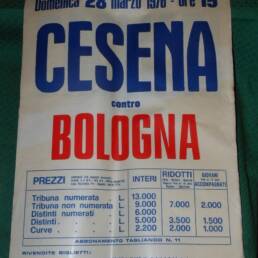 Domenica 28 marzo 1976 - ore 15
CESENA
contro
BOLOGNA
PREZZI INTERI RIDOTTI GIOVANI ACCOMPAGNATI
Tribuna numerata . L 13.000
Tribuna non numerata L 9.000 7.000 2.000
Distinti numerati . L 6.000
Distinti . . . L 5.000 3.500 1.500
Curve . . . L 2.200 2.000 1.000
ABBONAMENTO TAGLIANDO N. 11
RIVENDITE BIGLIETTI: